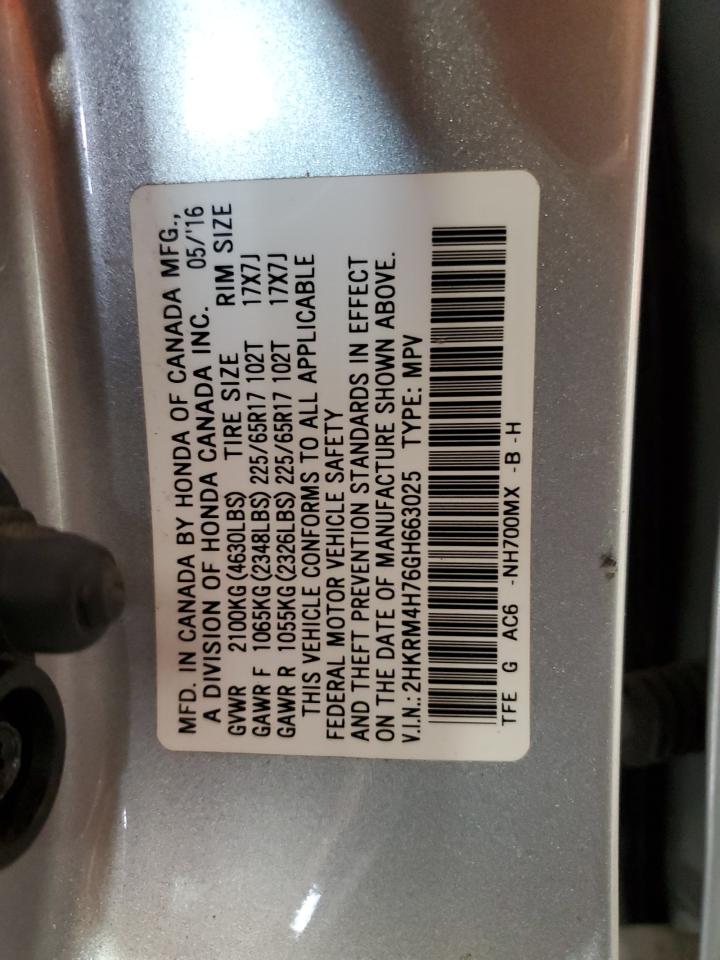 MFD. IN CANADA BY HONDA OF CANADA MFG.,
A DIVISION OF HONDA CANADA INC. 05/'16
GVWR 2100KG (4630LBS) TIRE SIZE RIM SIZE
GAWR F 1065KG (2348LBS) 225/65R17 102T 17X7J
GAWR R 1055KG (2326LBS) 225/65R17 102T 17X7J
THIS VEHICLE CONFORMS TO ALL APPLICABLE
FEDERAL MOTOR VEHICLE SAFETY
AND THEFT PREVENTION STANDARDS IN EFFECT
ON THE DATE OF MANUFACTURE SHOWN ABOVE.
V.I.N.: 2HKRM4H76GH663025 TYPE: MPV
TFE G AC6 -NH700MX -B -H